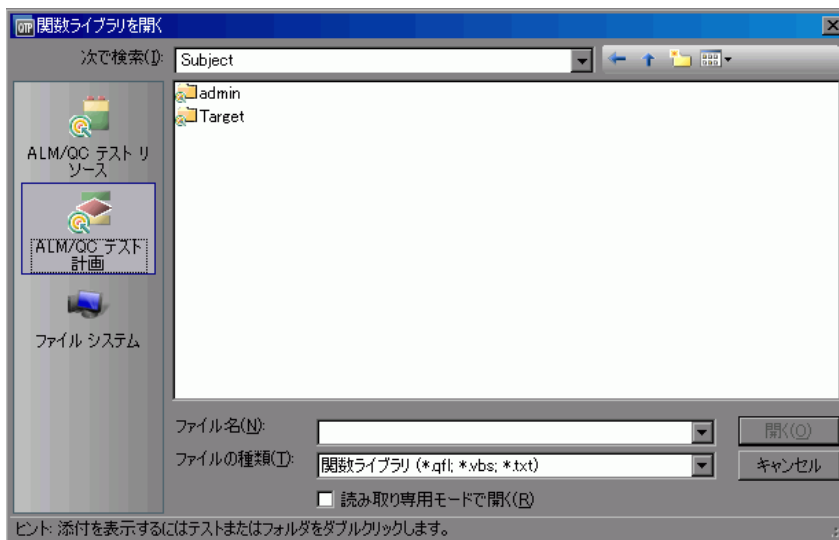 QTP 関数ライブラリを開く
次で検索(I): Subject
admin
Target
ALM/QC テスト リ
ソース
ALM/QC テスト
計画
ファイル システム
ファイル名(N): 開く(O)
ファイルの種類(T): 関数ライブラリ (*.qfl; *.vbs; *.txt) キャンセル
読み取り専用モードで開く(R)
ヒント: 添付を表示するにはテストまたはフォルダをダブルクリックします。